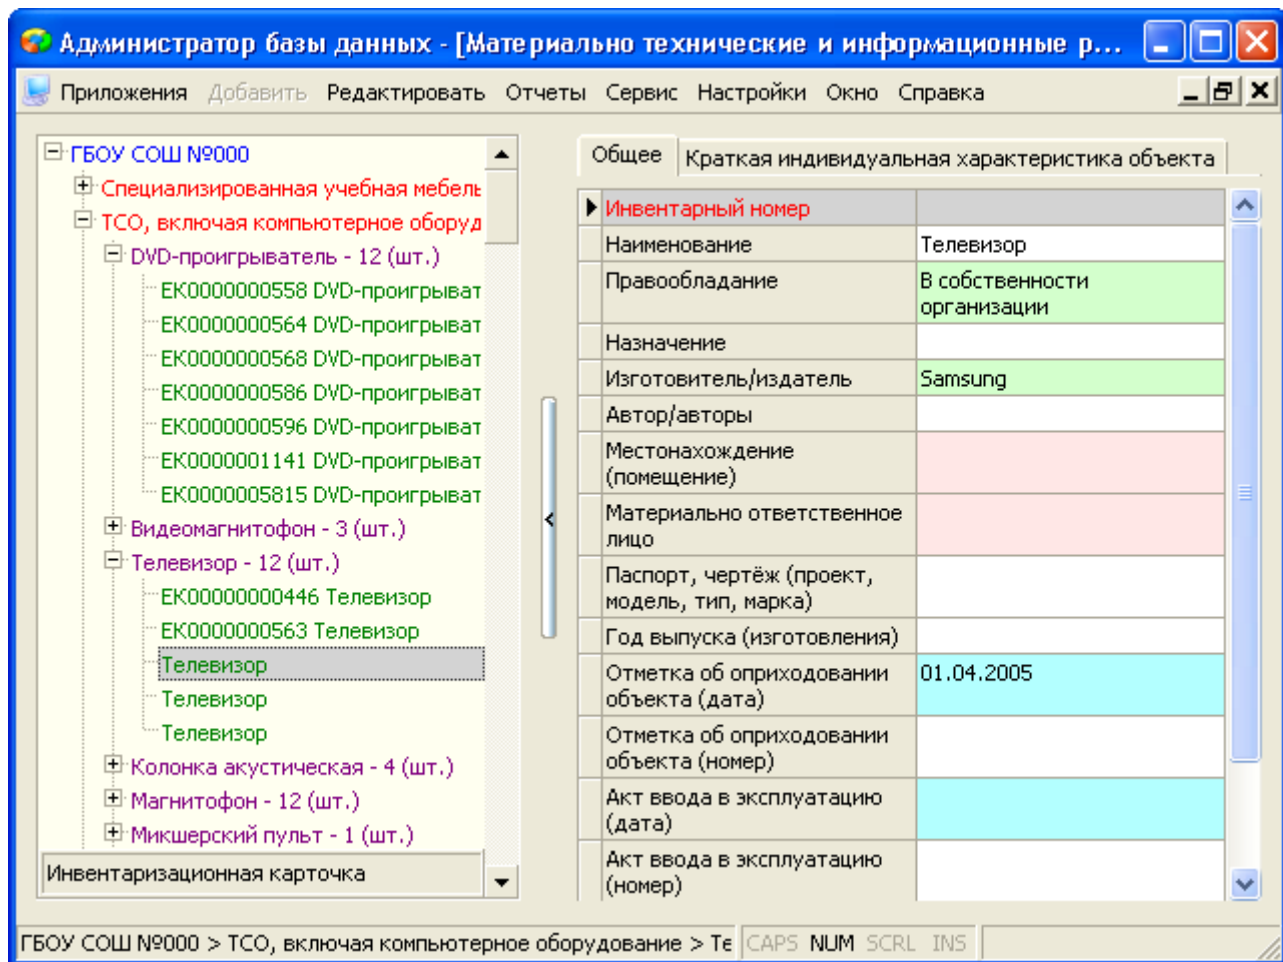 Администратор базы данных - [Материально технические и информационные р...
Приложения Добавить Редактировать Отчеты Сервис Настройки Окно Справка
ГБОУ СОШ №000
Специализированная учебная мебель
ТСО, включая компьютерное оборуд
DVD-проигрыватель - 12 (шт.)
ЕК0000000558 DVD-проигрыват
ЕК0000000564 DVD-проигрыват
ЕК0000000568 DVD-проигрыват
ЕК0000000586 DVD-проигрыват
ЕК0000000596 DVD-проигрыват
ЕК0000001141 DVD-проигрыват
ЕК0000005815 DVD-проигрыват
Видеомагнитофон - 3 (шт.)
Телевизор - 12 (шт.)
ЕК00000000446 Телевизор
ЕК0000000563 Телевизор
Телевизор
Телевизор
Телевизор
Колонка акустическая - 4 (шт.)
Магнитофон - 12 (шт.)
Микшерский пульт - 1 (шт.)
Инвентаризационная карточка
Общее Краткая индивидуальная характеристика объекта
Инвентарный номер
Наименование Телевизор
Правообладание В собственности
организации
Назначение
Изготовитель/издатель Samsung
Автор/авторы
Местонахождение
(помещение)
Материально ответственное
лицо
Паспорт, чертёж (проект,
модель, тип, марка)
Год выпуска (изготовления)
Отметка об оприходовании 01.04.2005
объекта (дата)
Отметка об оприходовании
объекта (номер)
Акт ввода в эксплуатацию
(дата)
Акт ввода в эксплуатацию
(номер)
ГБОУ СОШ №000 > ТСО, включая компьютерное оборудование > Те CAPS NUM SCRL INS